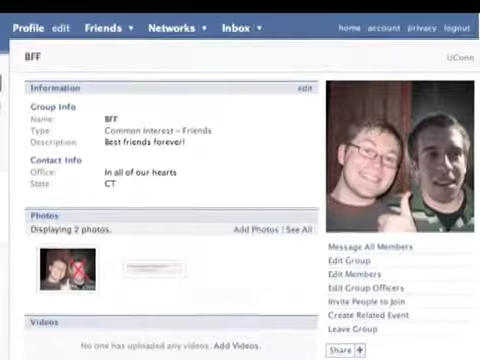 Profile edit Friends ▼ Networks ▼ Inbox ▼ home account privacy logout
BFF UConn
Information edit
Group Info
Name: BFF
Type: Common Interest - Friends
Description: Best friends forever!
Contact Info
Office: In all of our hearts
State CT
Photos
Displaying 2 photos. Add Photos | See All
Videos
No one has uploaded any videos. Add Videos.
Message All Members
Edit Group
Edit Members
Edit Group Officers
Invite People to Join
Create Related Event
Leave Group
Share +